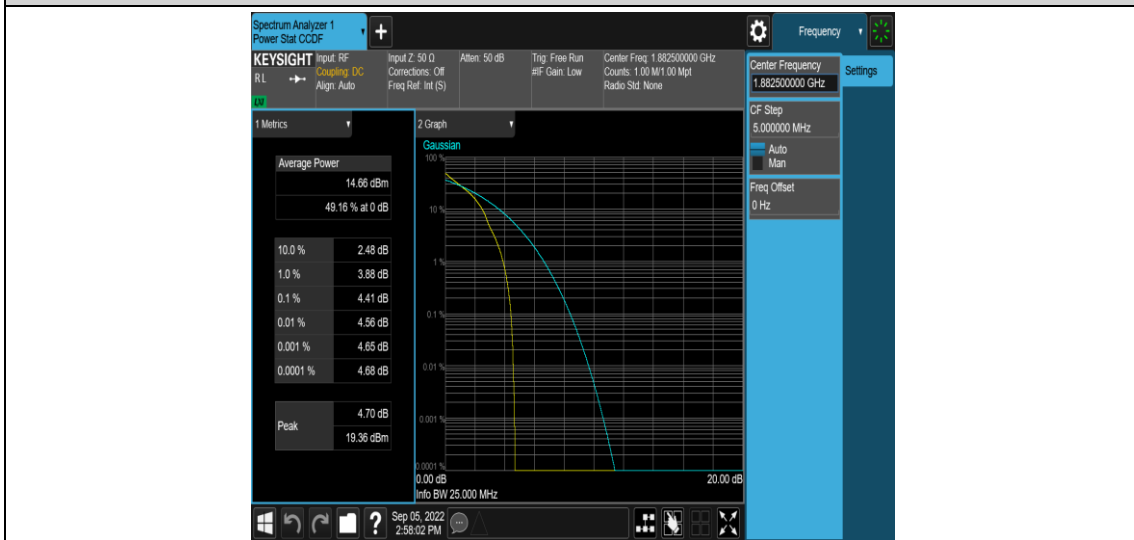 Spectrum Analyzer 1
Power Stat CCDF
+
Frequency
KEYSIGHT
RL
Input: RF
Coupling: DC
Align: Auto
Input Z: 50 Ω
Corrections: Off
Freq Ref: Int (S)
Atten: 50 dB
Trig: Free Run
#IF Gain: Low
Center Freq: 1.882500000 GHz
Counts: 1.00 M/1.00 Mpt
Radio Std: None
Center Frequency
1.882500000 GHz
Settings
CF Step
5.000000 MHz
Auto
Man
Freq Offset
0 Hz
1 Metrics
Average Power
14.66 dBm
49.16 % at 0 dB
10.0 % 2.48 dB
1.0 % 3.88 dB
0.1 % 4.41 dB
0.01 % 4.56 dB
0.001 % 4.65 dB
0.0001 % 4.68 dB
Peak
4.70 dB
19.36 dBm
2 Graph
Gaussian
100 %
10 %
1 %
0.1 %
0.01 %
0.001 %
0.0001 %
0.00 dB 20.00 dB
Info BW 25.000 MHz
?
Sep 05, 2022
2:58:02 PM